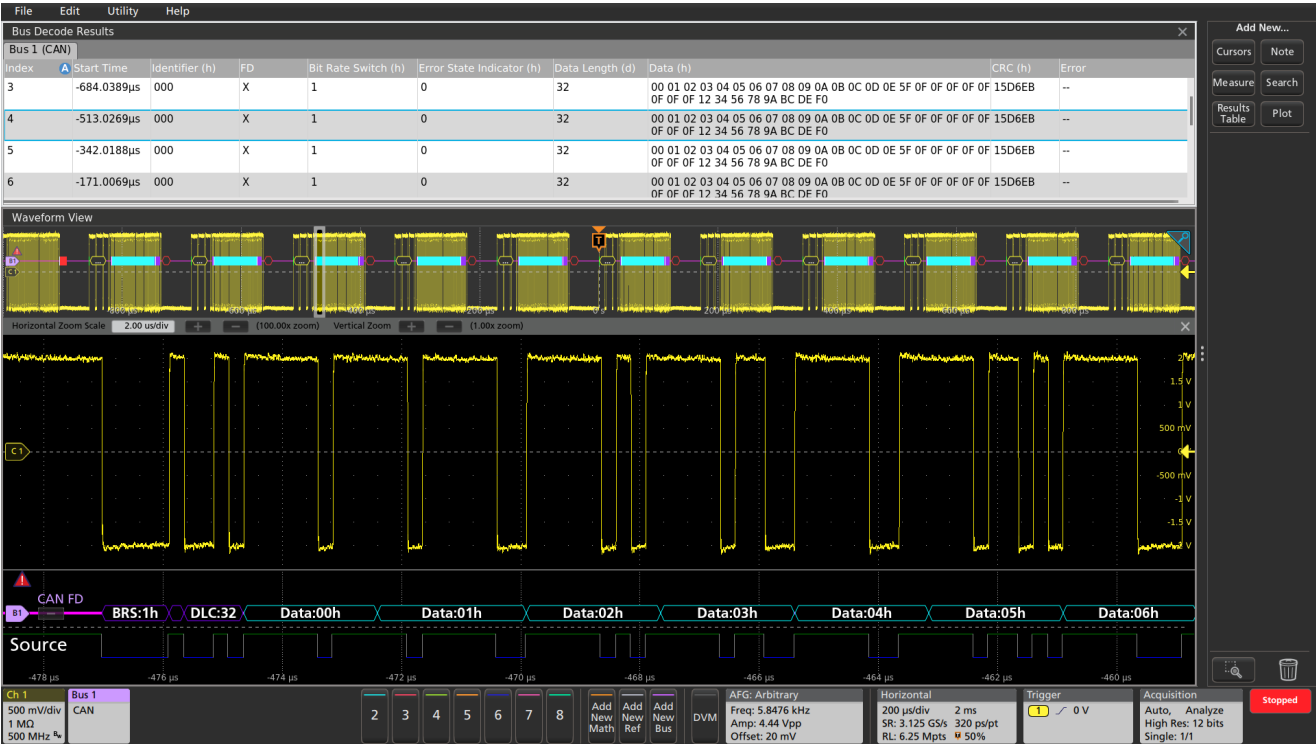 File Edit Utility Help
Bus Decode Results
Bus 1 (CAN)
Index A Start Time Identifier (h) FD Bit Rate Switch (h) Error State Indicator (h) Data Length (d) Data (h) CRC (h) Error
3 -684.0389µs 000 X 1 0 32 00 01 02 03 04 05 06 07 08 09 0A 0B 0C 0D 0E 5F 0F 0F 0F 0F 0F 15D6EB --
0F 0F 0F 12 34 56 78 9A BC DE F0
4 -513.0269µs 000 X 1 0 32 00 01 02 03 04 05 06 07 08 09 0A 0B 0C 0D 0E 5F 0F 0F 0F 0F 0F 15D6EB --
0F 0F 0F 12 34 56 78 9A BC DE F0
5 -342.0188µs 000 X 1 0 32 00 01 02 03 04 05 06 07 08 09 0A 0B 0C 0D 0E 5F 0F 0F 0F 0F 0F 15D6EB --
0F 0F 0F 12 34 56 78 9A BC DE F0
6 -171.0069µs 000 X 1 0 32 00 01 02 03 04 05 06 07 08 09 0A 0B 0C 0D 0E 5F 0F 0F 0F 0F 0F 15D6EB --
0F 0F 0F 12 34 56 78 9A BC DE F0
Add New...
Cursors Note
Measure Search
Results Table Plot
Waveform View
T
B1
C1
Horizontal Zoom Scale 2.00 us/div + - (100.00x zoom) Vertical Zoom + - (1.00x zoom)
1.5 V
1 V
500 mV
C 1
-500 mV
-1 V
-1.5 V
CAN FD
B1 BRS:1h DLC:32 Data:00h Data:01h Data:02h Data:03h Data:04h Data:05h Data:06h
Source
-478 µs -476 µs -474 µs -472 µs -470 µs -468 µs -466 µs -464 µs -462 µs -460 µs
Ch 1
500 mV/div
1 MΩ
500 MHz Bw
Bus 1
CAN
2 3 4 5 6 7 8
Add New Math
Add New Ref
Add New Bus
DVM
AFG: Arbitrary
Freq: 5.8476 kHz
Amp: 4.44 Vpp
Offset: 20 mV
Horizontal
200 µs/div 2 ms
SR: 3.125 GS/s 320 ps/pt
RL: 6.25 Mpts 50%
Trigger
1 0 V
Acquisition
Auto, Analyze
High Res: 12 bits
Single: 1/1
Stopped